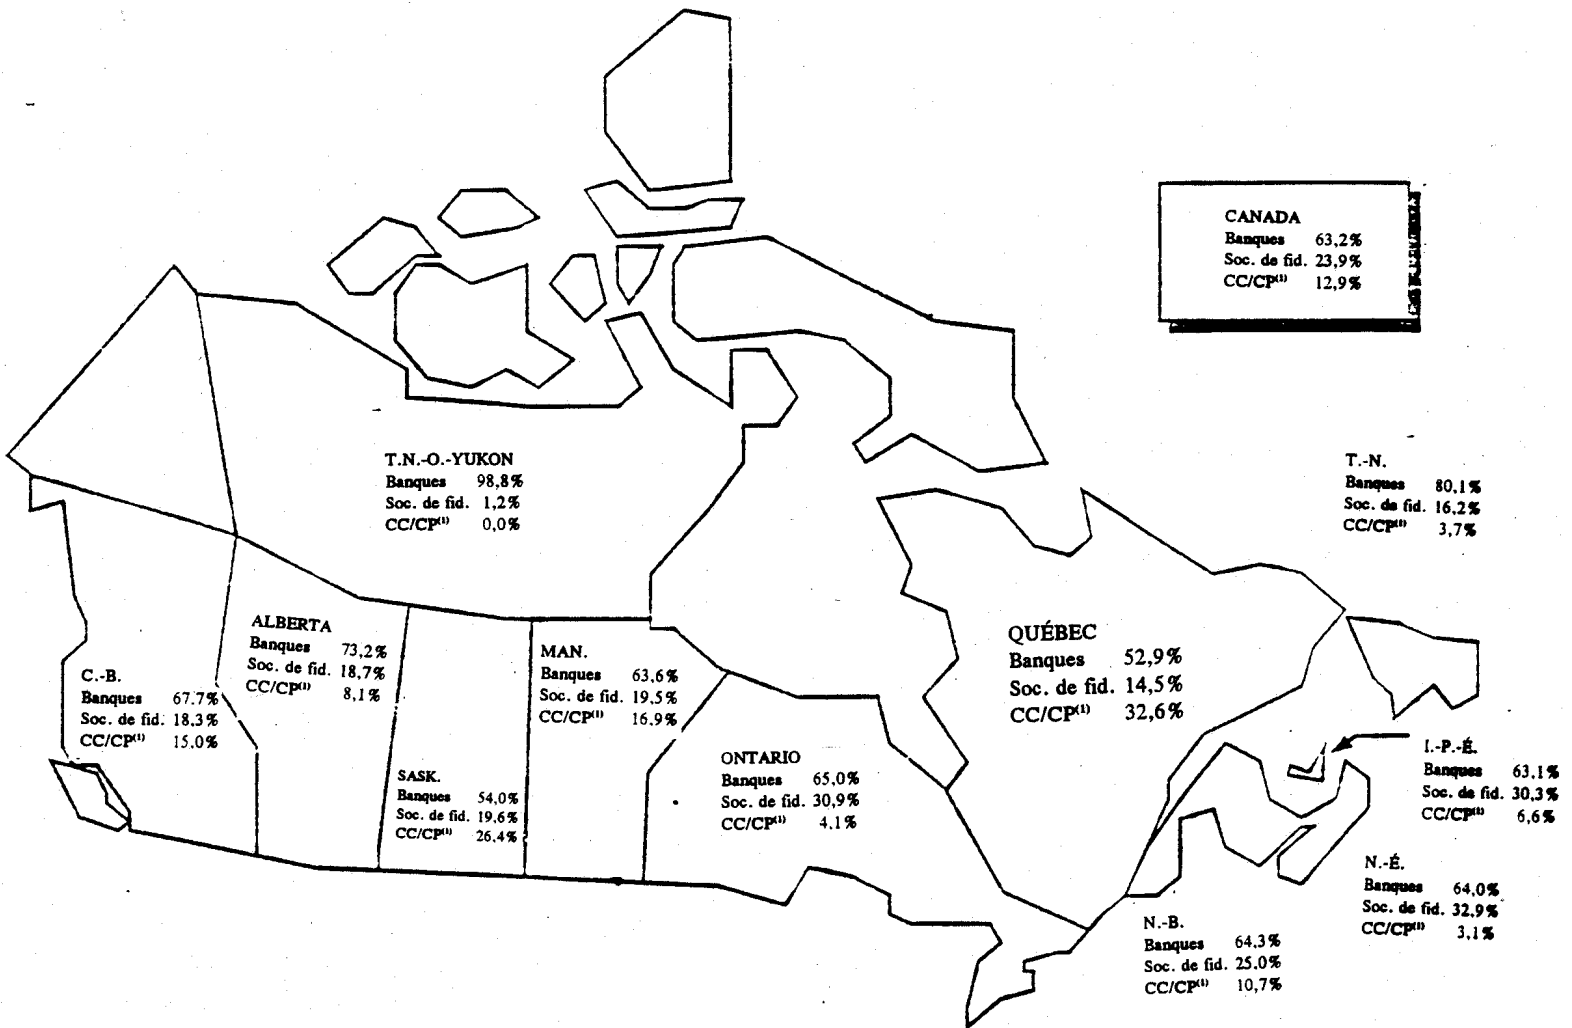 CANADA
Banques 63,2%
Soc. de fid. 23,9%
CC/CP(1) 12,9%
T.N.-O.-YUKON
Banques 98,8%
Soc. de fid. 1,2%
CC/CP(1) 0,0%
T.-N.
Banques 80,1%
Soc. de fid. 16,2%
CC/CP(1) 3,7%
C.-B.
Banques 67.7%
Soc. de fid. 18,3%
CC/CP(1) 15.0%
ALBERTA
Banques 73,2%
Soc. de fid. 18,7%
CC/CP(1) 8,1%
SASK.
Banques 54,0%
Soc. de fid. 19,6%
CC/CP(1) 26,4%
MAN.
Banques 63,6%
Soc. de fid. 19.5%
CC/CP(1) 16.9%
ONTARIO
Banques 65,0%
Soc. de fid. 30,9%
CC/CP(1) 4,1%
QUÉBEC
Banques 52,9%
Soc. de fid. 14,5%
CC/CP(1) 32,6%
I.-P.-É.
Banques 63,1%
Soc. de fid. 30,3%
CC/CP(1) 6,6%
N.-É.
Banques 64,0%
Soc. de fid. 32,9%
CC/CP(1) 3,1%
N.-B.
Banques 64,3%
Soc. de fid. 25.0%
CC/CP(1) 10,7%